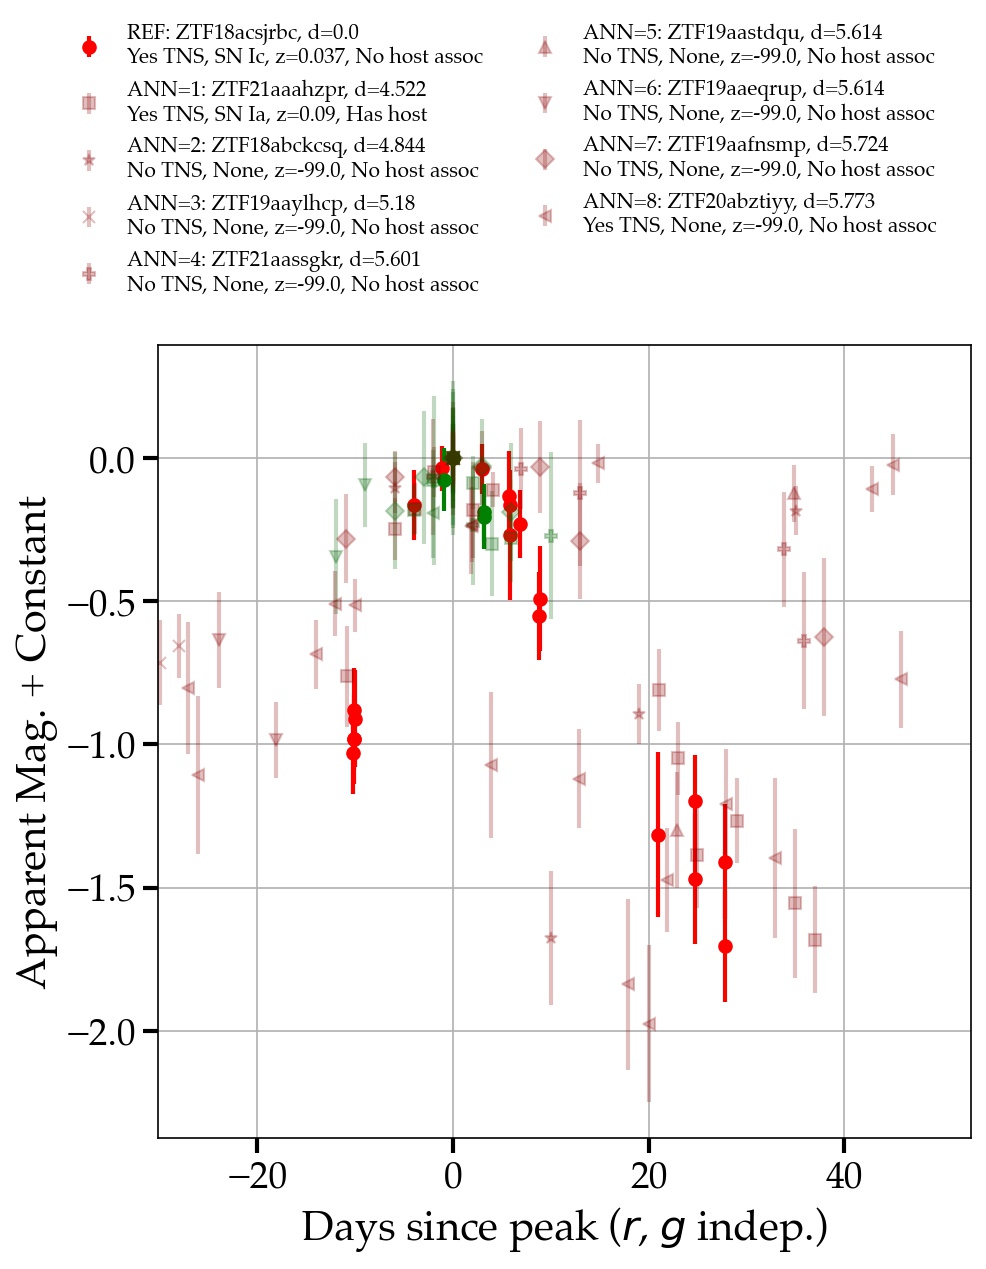 REF: ZTF18acsjrbc, d=0.0
Yes TNS, SN Ic, z=0.037, No host assoc
ANN=1: ZTF21aaahzpr, d=4.522
Yes TNS, SN Ia, z=0.09, Has host
ANN=2: ZTF18abckcsq, d=4.844
No TNS, None, z=-99.0, No host assoc
ANN=3: ZTF19aaylhcp, d=5.18
No TNS, None, z=-99.0, No host assoc
ANN=4: ZTF21aassgkr, d=5.601
No TNS, None, z=-99.0, No host assoc
ANN=5: ZTF19aastdqu, d=5.614
No TNS, None, z=-99.0, No host assoc
ANN=6: ZTF19aaeqrup, d=5.614
No TNS, None, z=-99.0, No host assoc
ANN=7: ZTF19aafnsmp, d=5.724
No TNS, None, z=-99.0, No host assoc
ANN=8: ZTF20abztiyy, d=5.773
Yes TNS, None, z=-99.0, No host assoc
Apparent Mag. + Constant
0.0
−0.5
−1.0
−1.5
−2.0
−20 0 20 40
Days since peak (r, g indep.)